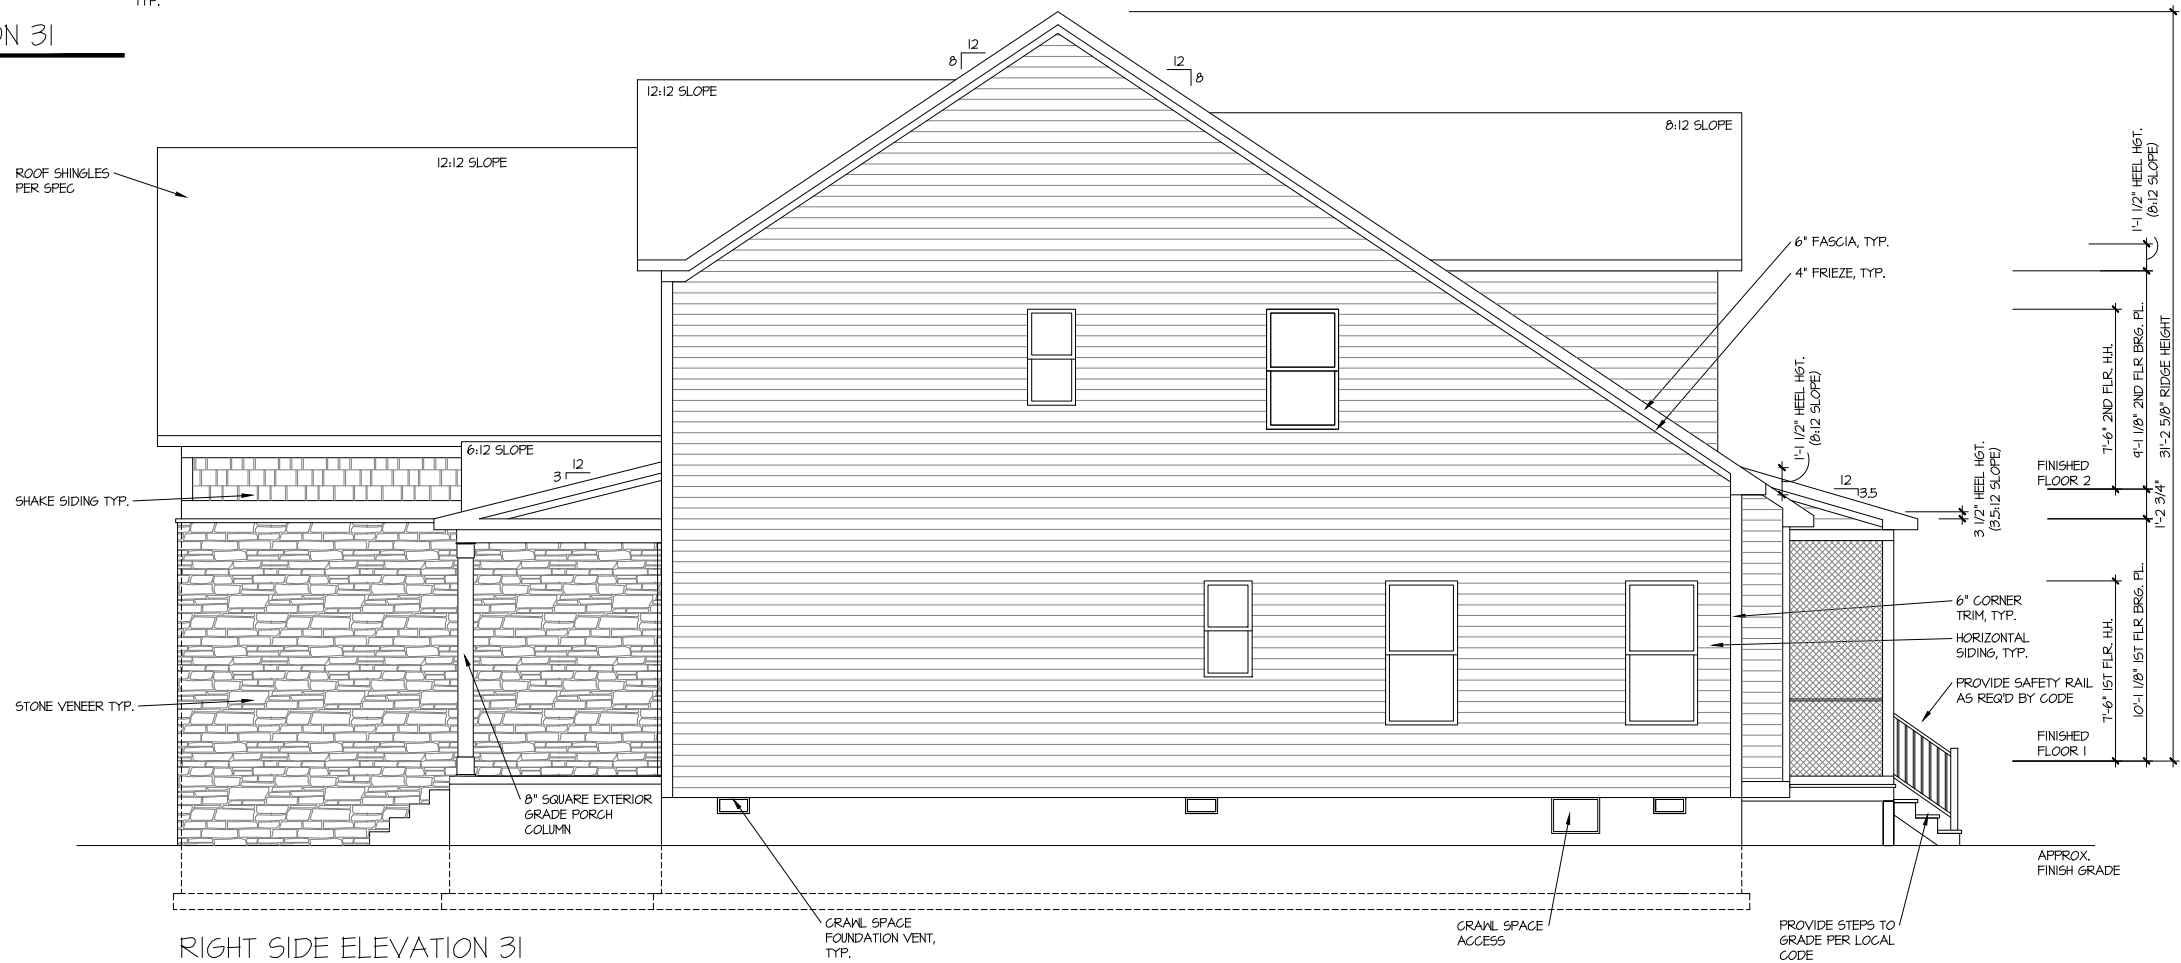 TYP.
ON 31
12
8
12
8
12:12 SLOPE
8:12 SLOPE
12:12 SLOPE
ROOF SHINGLES
PER SPEC
1'-1 1/2" HEEL HGT.
(8:12 SLOPE)
6" FASCIA, TYP.
4" FRIEZE, TYP.
7'-6" 2ND FLR. H.H.
9'-1 1/8" 2ND FLR BRG. PL.
31'-2 5/8" RIDGE HEIGHT
1'-1 1/2" HEEL HGT.
(8:12 SLOPE)
6:12 SLOPE
12
3
FINISHED
FLOOR 2
12
3.5
SHAKE SIDING TYP.
3 1/2" HEEL HGT.
(3.5:12 SLOPE)
1'-2 3/4"
7'-6" 1ST FLR. H.H.
10'-1 1/8" 1ST FLR BRG. PL.
6" CORNER
TRIM, TYP.
HORIZONTAL
SIDING, TYP.
PROVIDE SAFETY RAIL
AS REQ'D BY CODE
STONE VENEER TYP.
FINISHED
FLOOR 1
8" SQUARE EXTERIOR
GRADE PORCH
COLUMN
APPROX.
FINISH GRADE
CRAWL SPACE
FOUNDATION VENT,
TYP.
CRAWL SPACE
ACCESS
PROVIDE STEPS TO
GRADE PER LOCAL
CODE
RIGHT SIDE ELEVATION 31